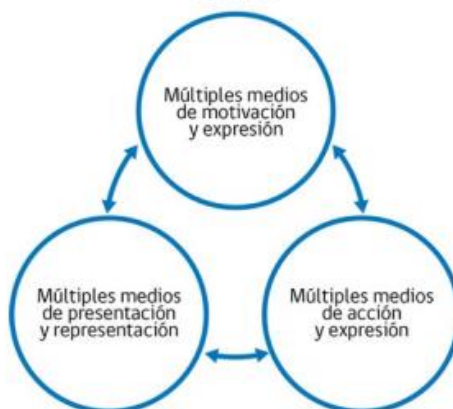 Múltiples medios
de motivación
y expresión
Múltiples medios
de presentación
y representación
Múltiples medios
de acción
y expresión